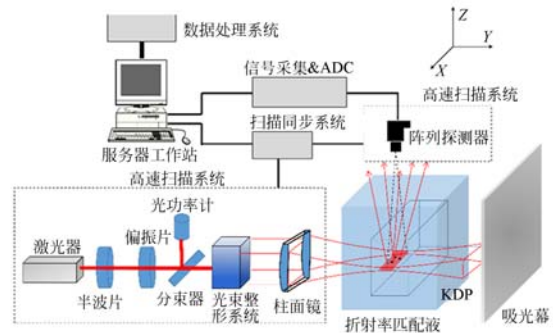 数据处理系统
Z
Y
X
信号采集&ADC
高速扫描系统
扫描同步系统
阵列探测器
服务器工作站
高速扫描系统
光功率计
激光器
偏振片
半波片
分束器
光束整
形系统
柱面镜
KDP
折射率匹配液
吸光幕